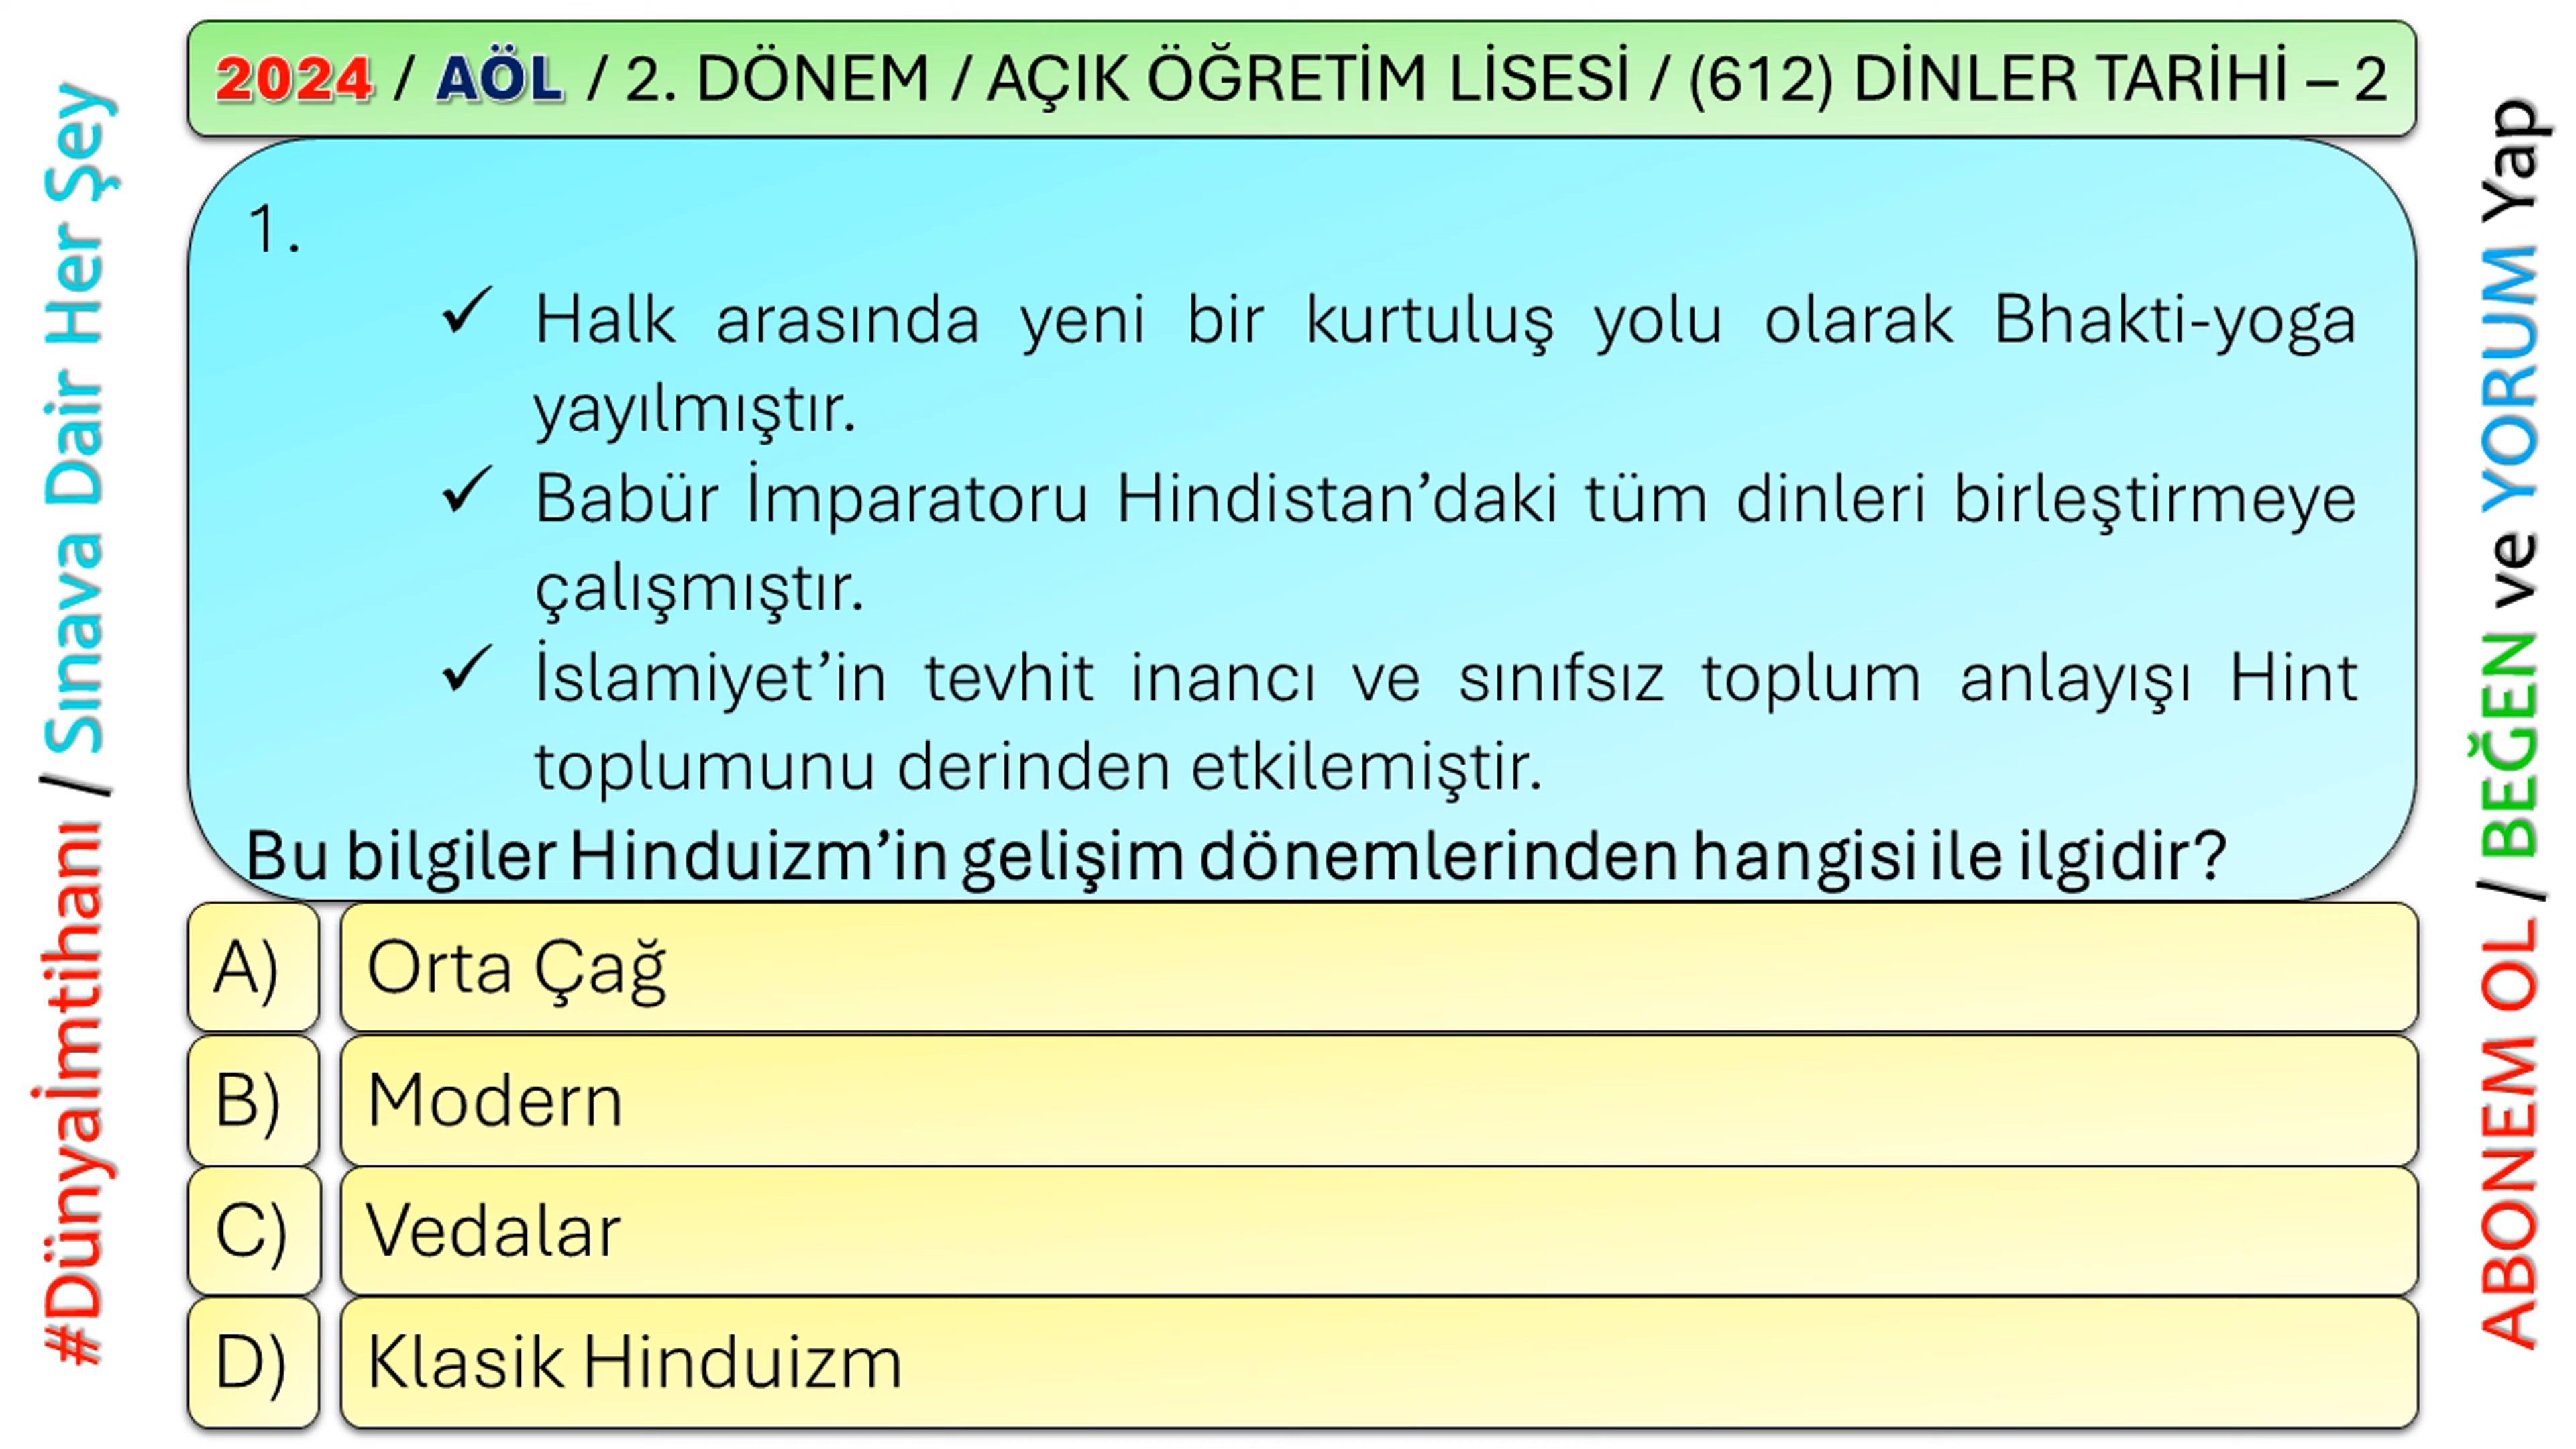 2024 / AÖL / 2. DÖNEM / AÇIK ÖĞRETİM LİSESİ / (612) DİNLER TARİHİ – 2
#Dünyaİmtihanı / Sınava Dair Her Şey
1.
✓ Halk arasında yeni bir kurtuluş yolu olarak Bhakti-yoga
yayılmıştır.
✓ Babür İmparatoru Hindistan’daki tüm dinleri birleştirmeye
çalışmıştır.
✓ İslamiyet’in tevhit inancı ve sınıfsız toplum anlayışı Hint
toplumunu derinden etkilemiştir.
Bu bilgiler Hinduizm’in gelişim dönemlerinden hangisi ile ilgidir?
A) Orta Çağ
B) Modern
C) Vedalar
D) Klasik Hinduizm
ABONEM OL / BEĞEN ve YORUM Yap